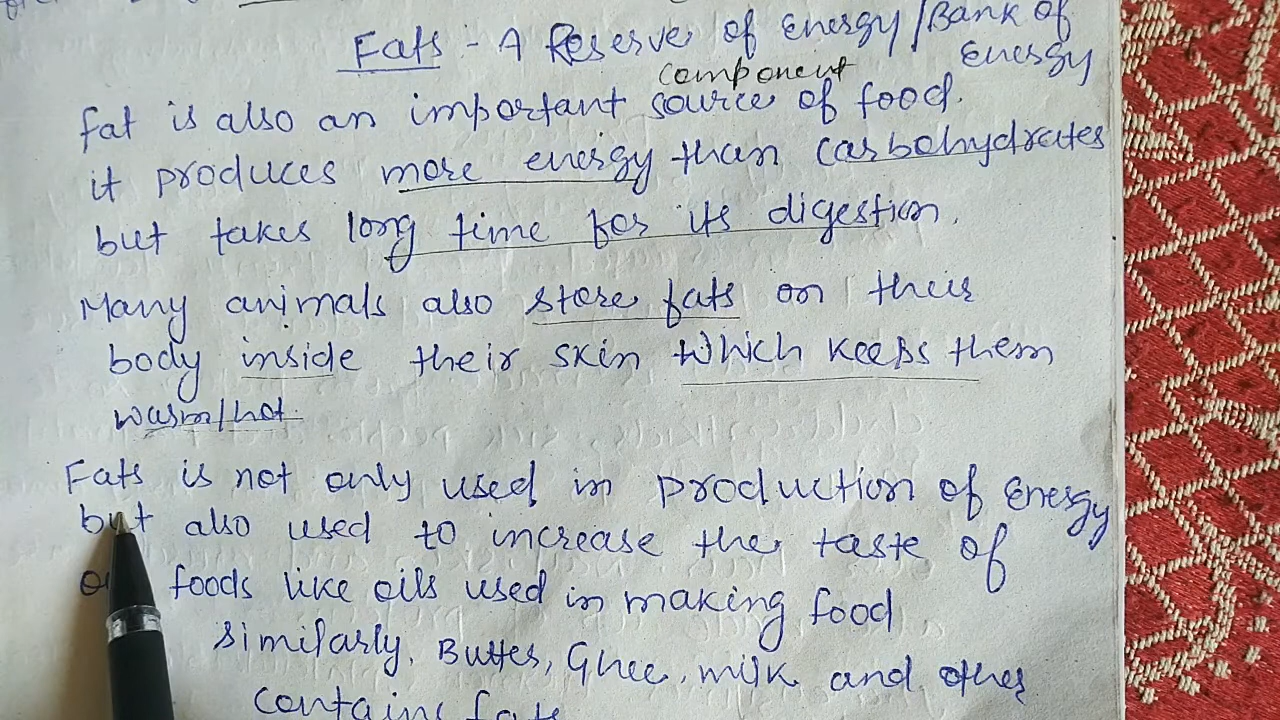 Fats - A Reserve of Energy/Bank of
Energy
component
fat is also an important source of food.
it produces more energy than carbohydrates
but takes long time for its digestion.
Many animals also store fats on their
body inside their skin which keeps them
warm/hot.
Fats is not only used in production of Energy
but also used to increase the taste of
foods like oils used in making food
similarly, Butter, Ghee, milk and other
contains fats